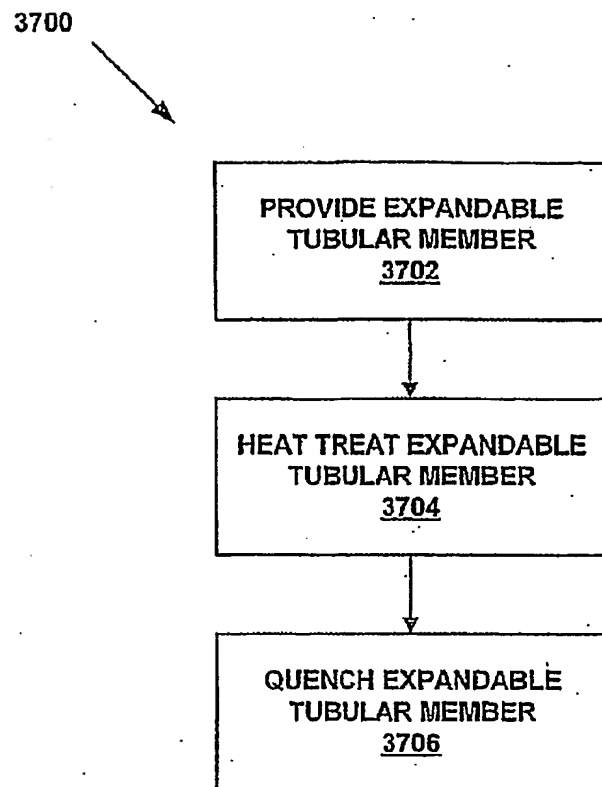 3700
PROVIDE EXPANDABLE
TUBULAR MEMBER
3702
HEAT TREAT EXPANDABLE
TUBULAR MEMBER
3704
QUENCH EXPANDABLE
TUBULAR MEMBER
3706